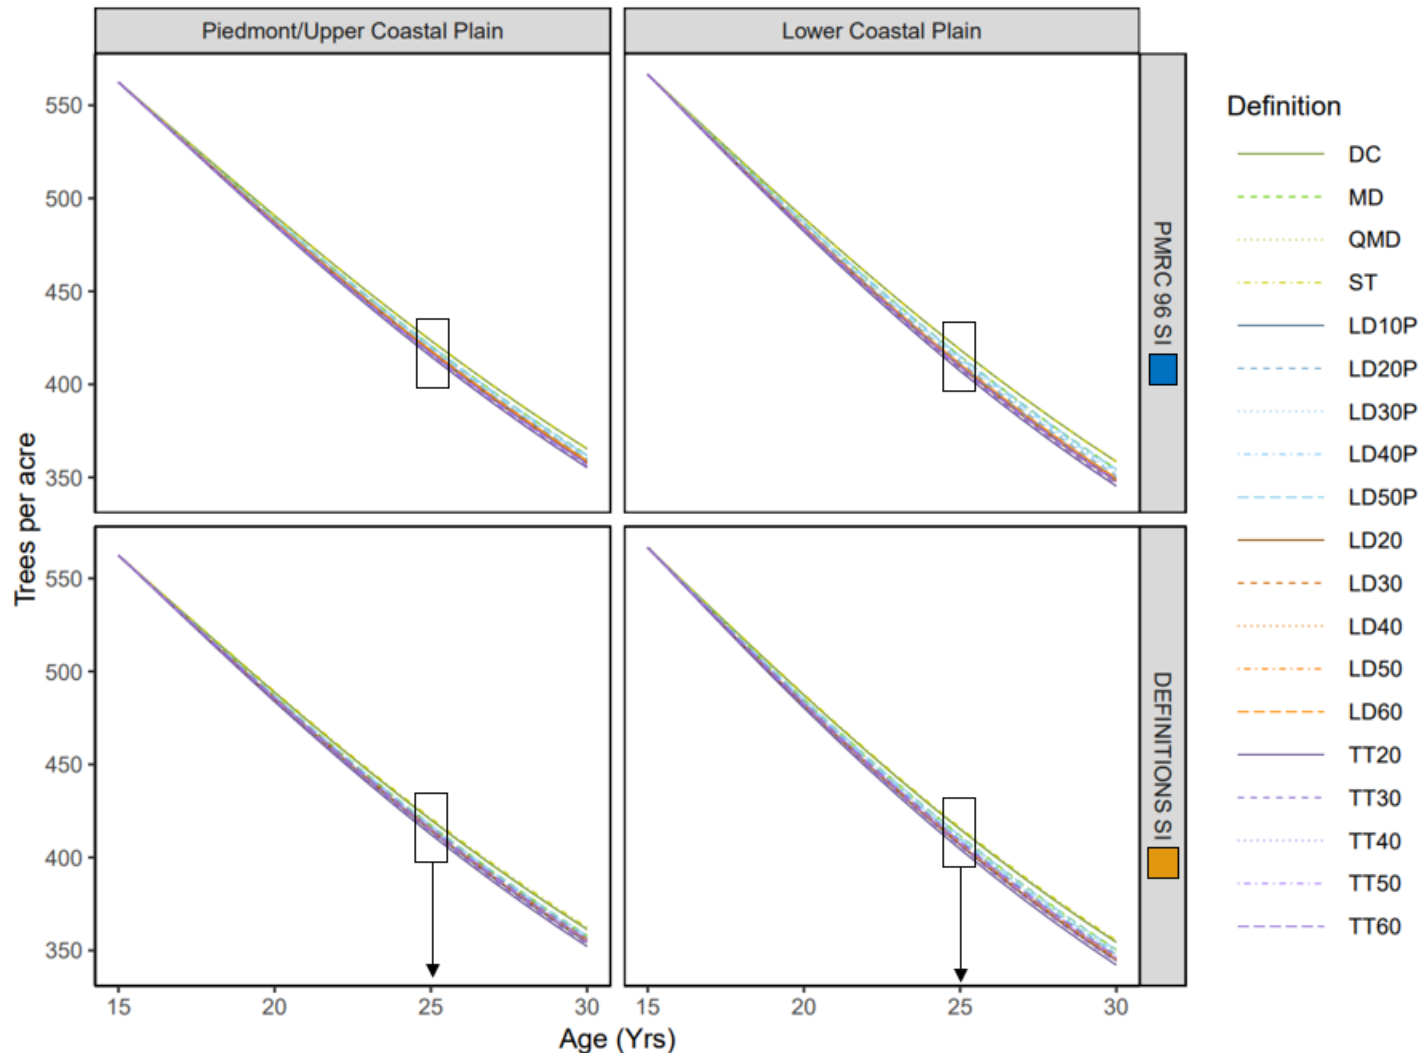 Piedmont/Upper Coastal Plain
Lower Coastal Plain
Trees per acre
550
500
450
400
350
PMRC 96 SI
550
500
450
400
350
DEFINITIONS SI
15
20
25
30
15
20
25
30
Age (Yrs)
Definition
DC
MD
QMD
ST
LD10P
LD20P
LD30P
LD40P
LD50P
LD20
LD30
LD40
LD50
LD60
TT20
TT30
TT40
TT50
TT60